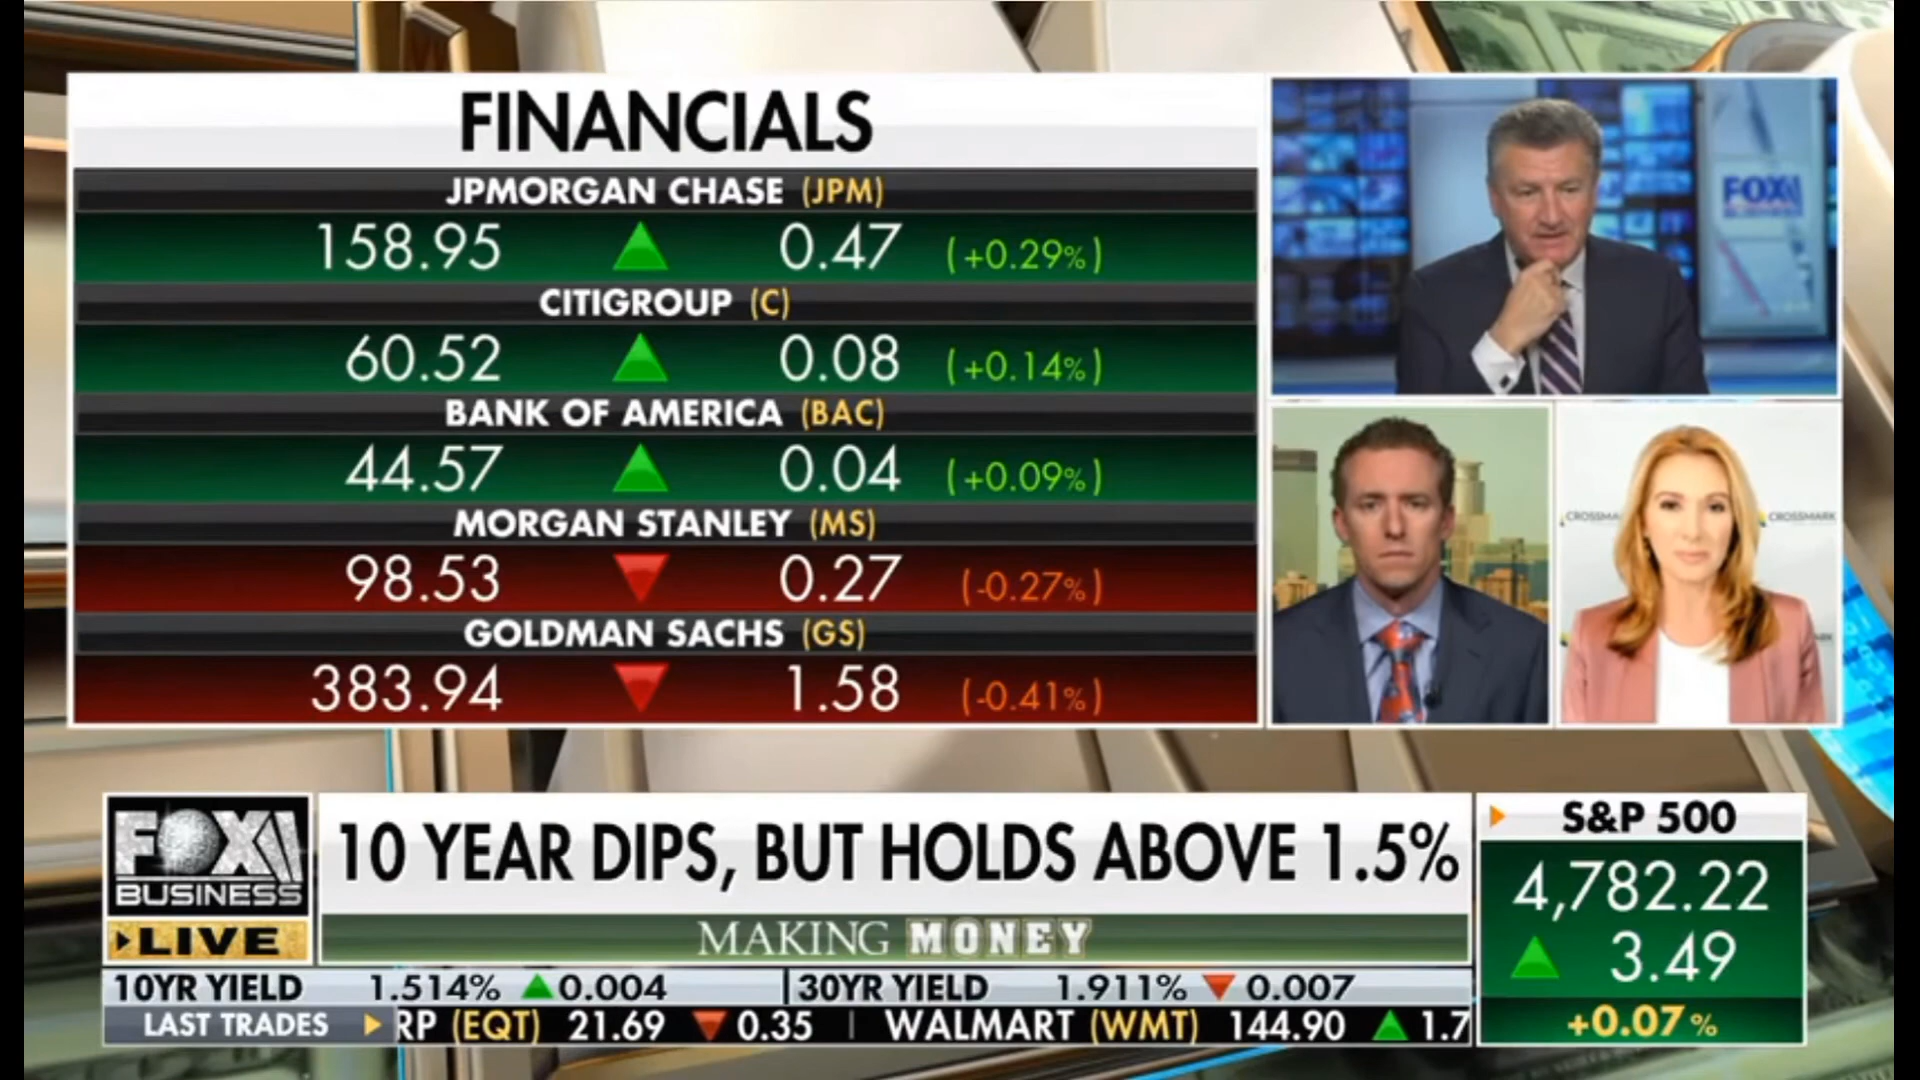 FINANCIALS
JPMORGAN CHASE (JPM)
158.95 ▲ 0.47 (+0.29%)
CITIGROUP (C)
60.52 ▲ 0.08 (+0.14%)
BANK OF AMERICA (BAC)
44.57 ▲ 0.04 (+0.09%)
MORGAN STANLEY (MS)
98.53 ▼ 0.27 (-0.27%)
GOLDMAN SACHS (GS)
383.94 ▼ 1.58 (-0.41%)
FOX
BUSINESS
CROSSMA
CROSSMARK
FOX
BUSINESS
LIVE
10 YEAR DIPS, BUT HOLDS ABOVE 1.5%
MAKING MONEY
S&P 500
4,782.22
▲ 3.49
+0.07%
10YR YIELD 1.514% ▲ 0.004 30YR YIELD 1.911% ▼ 0.007
LAST TRADES RP (EQT) 21.69 ▼ 0.35 WALMART (WMT) 144.90 ▲ 1.7